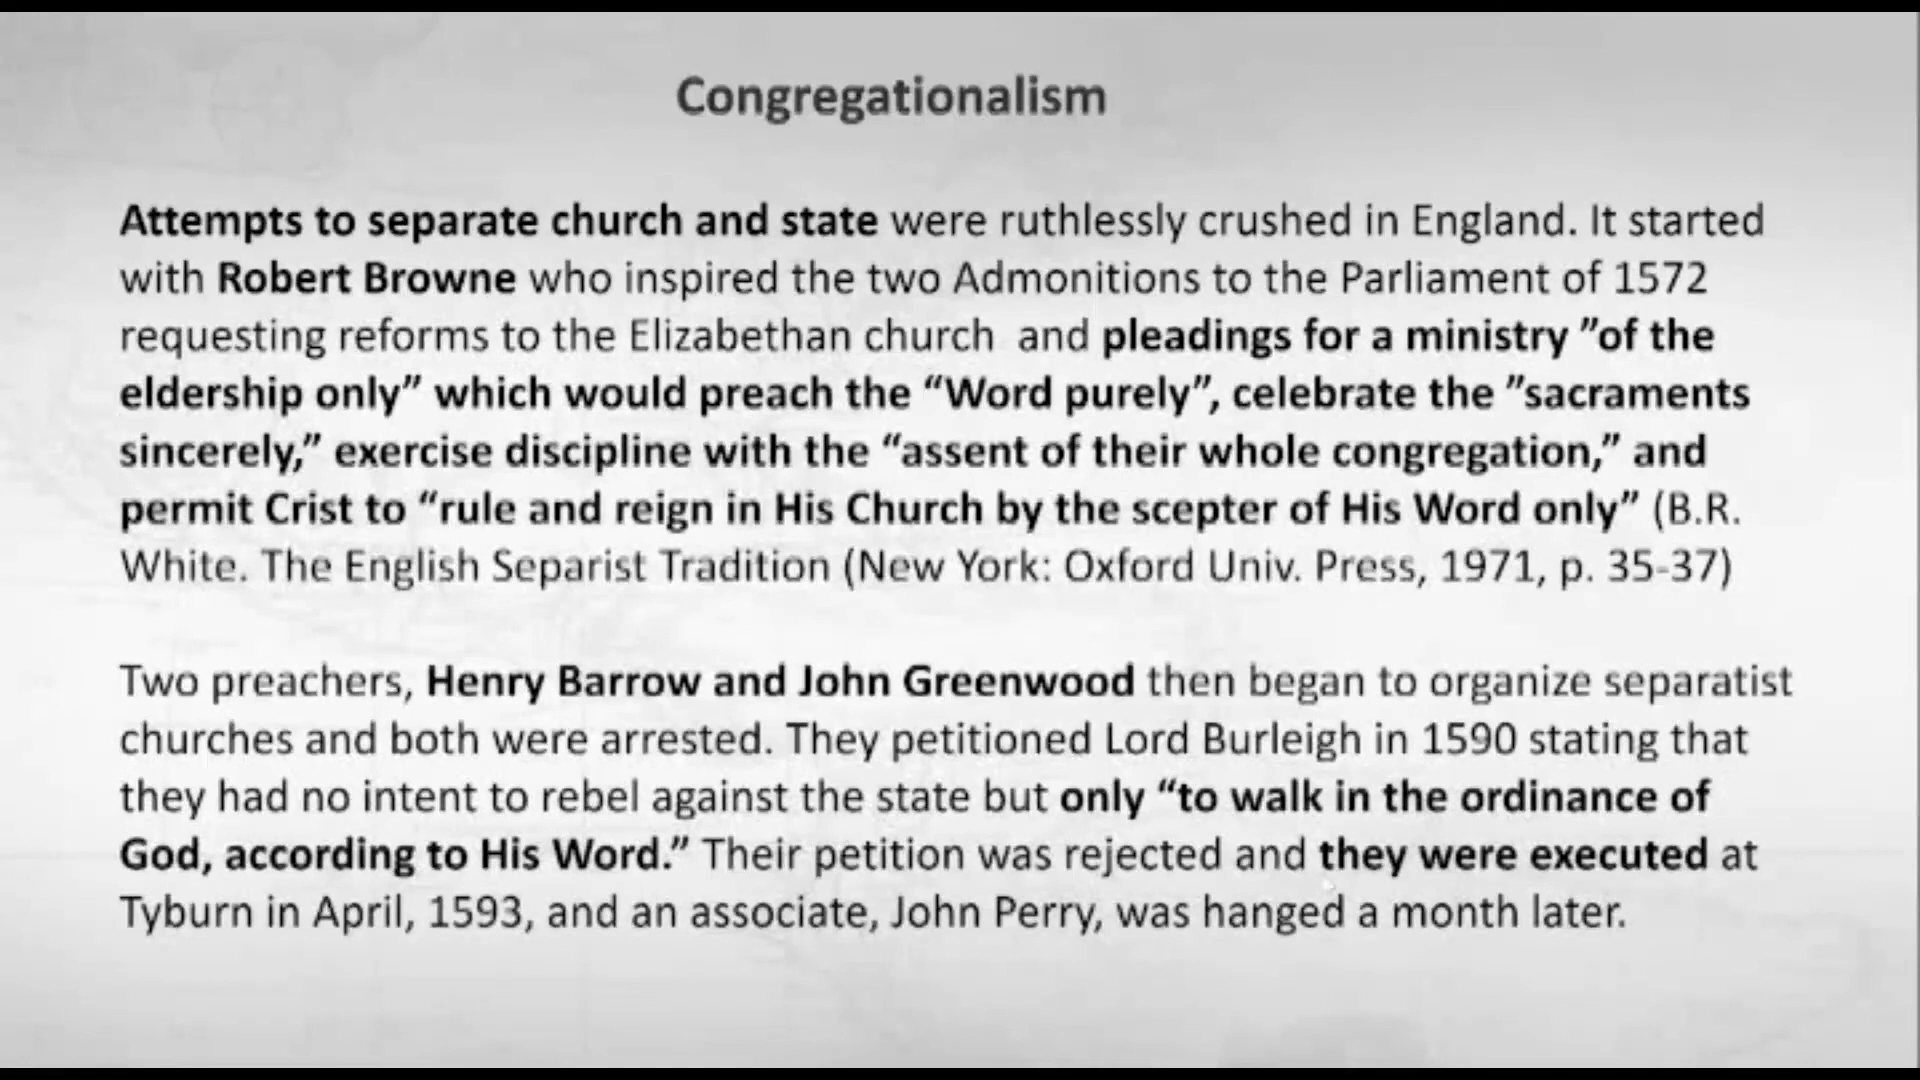 Congregationalism
Attempts to separate church and state were ruthlessly crushed in England. It started
with Robert Browne who inspired the two Admonitions to the Parliament of 1572
requesting reforms to the Elizabethan church  and pleadings for a ministry ”of the
eldership only” which would preach the “Word purely”, celebrate the ”sacraments
sincerely,” exercise discipline with the “assent of their whole congregation,” and
permit Crist to “rule and reign in His Church by the scepter of His Word only” (B.R.
White. The English Separist Tradition (New York: Oxford Univ. Press, 1971, p. 35-37)
Two preachers, Henry Barrow and John Greenwood then began to organize separatist
churches and both were arrested. They petitioned Lord Burleigh in 1590 stating that
they had no intent to rebel against the state but only “to walk in the ordinance of
God, according to His Word.” Their petition was rejected and they were executed at
Tyburn in April, 1593, and an associate, John Perry, was hanged a month later.